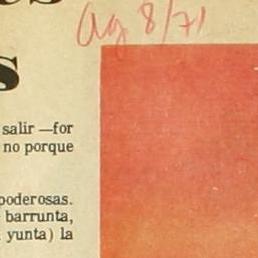 ag 8/71
s
salir —for
no porque
poderosas.
barrunta,
yunta) la